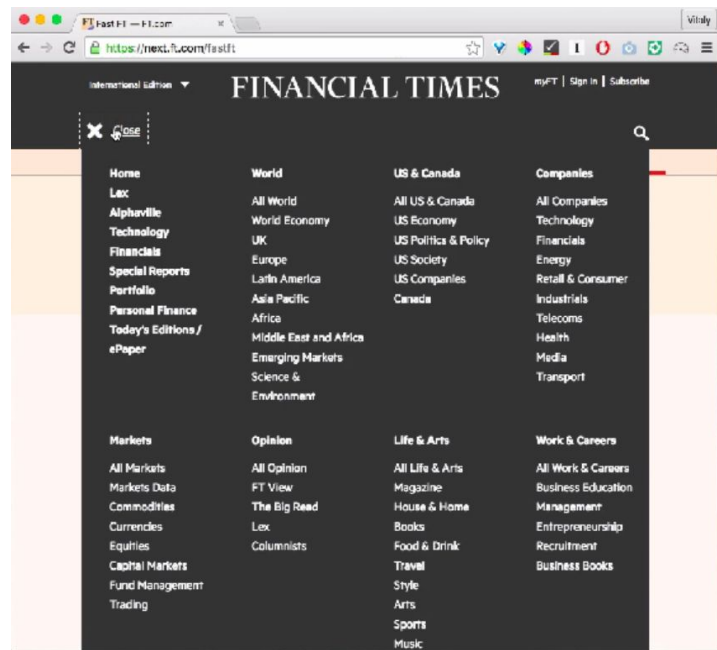 Fast FT — FT.com
Vitaly
https://next.ft.com/fastft
International Edition
FINANCIAL TIMES
myFT | Sign In | Subscribe
Close
Home
Lex
Alphaville
Technology
Financials
Special Reports
Portfolio
Personal Finance
Today's Editions /
ePaper
World
All World
World Economy
UK
Europe
Latin America
Asia Pacific
Africa
Middle East and Africa
Emerging Markets
Science &
Environment
US & Canada
All US & Canada
US Economy
US Politics & Policy
US Society
US Companies
Canada
Companies
All Companies
Technology
Financials
Energy
Retail & Consumer
Industrials
Telecoms
Health
Media
Transport
Markets
All Markets
Markets Data
Commodities
Currencies
Equities
Capital Markets
Fund Management
Trading
Opinion
All Opinion
FT View
The Big Read
Lex
Columnists
Life & Arts
All Life & Arts
Magazine
House & Home
Books
Food & Drink
Travel
Style
Arts
Sports
Music
Work & Careers
All Work & Careers
Business Education
Management
Entrepreneurship
Recruitment
Business Books